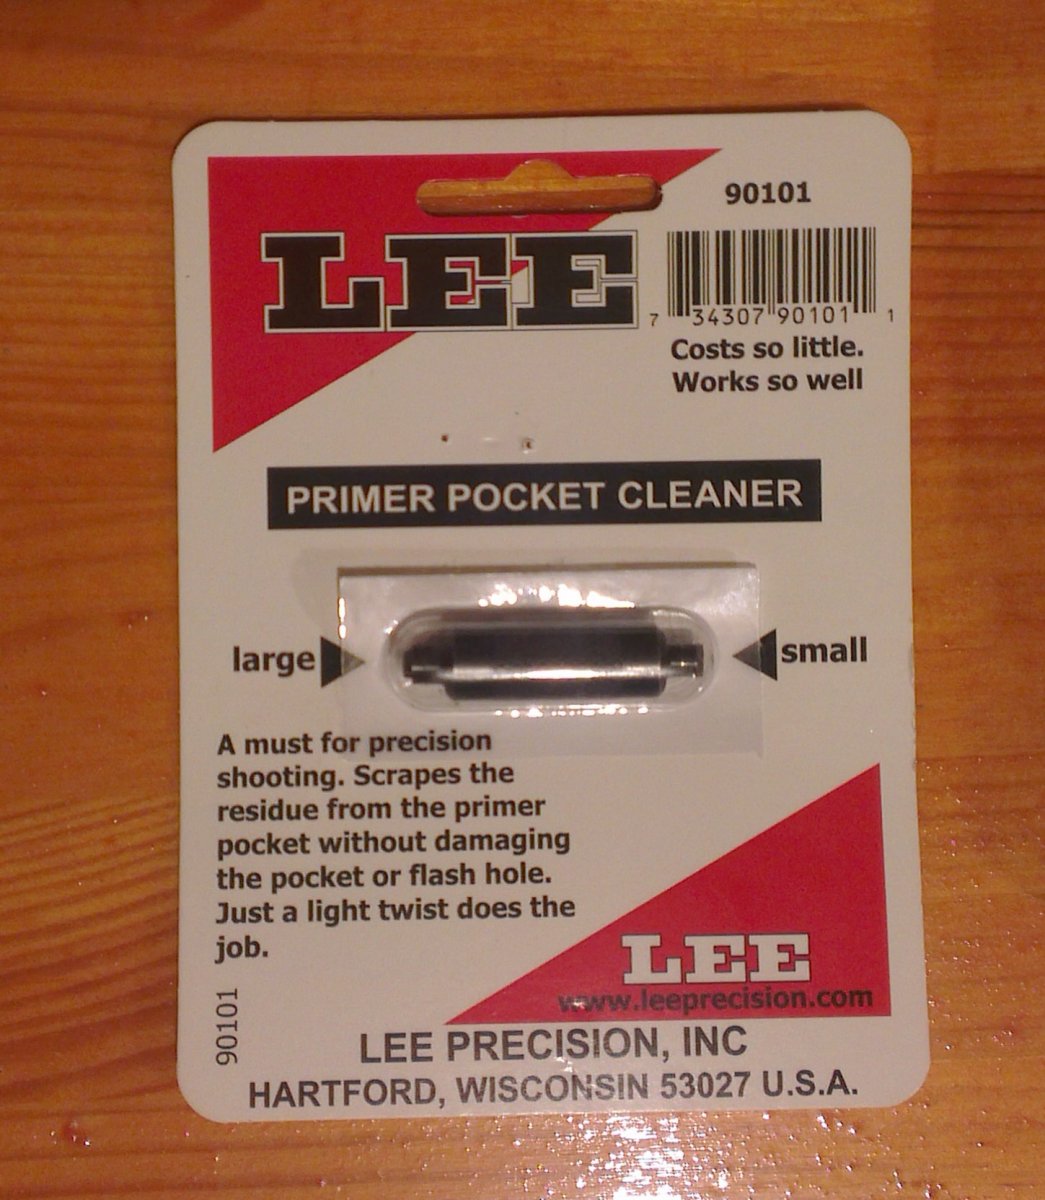 90101
LEE
7 34307 90101 1
Costs so little.
Works so well
PRIMER POCKET CLEANER
large
small
A must for precision
shooting. Scrapes the
residue from the primer
pocket without damaging
the pocket or flash hole.
Just a light twist does the
job.
90101
LEE
www.leeprecision.com
LEE PRECISION, INC
HARTFORD, WISCONSIN 53027 U.S.A.